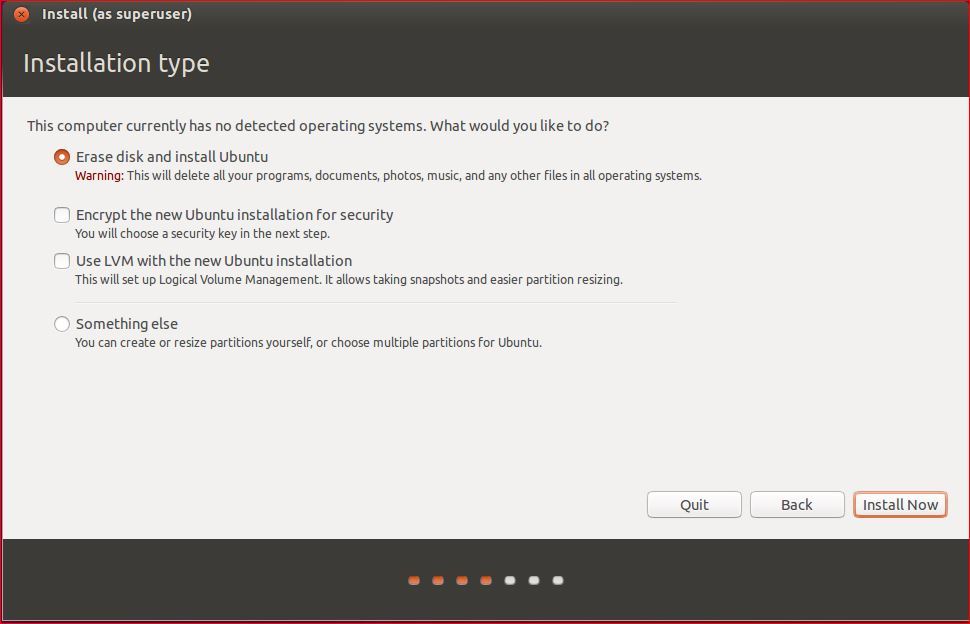 Install (as superuser)
Installation type
This computer currently has no detected operating systems. What would you like to do?
Erase disk and install Ubuntu
Warning: This will delete all your programs, documents, photos, music, and any other files in all operating systems.
Encrypt the new Ubuntu installation for security
You will choose a security key in the next step.
Use LVM with the new Ubuntu installation
This will set up Logical Volume Management. It allows taking snapshots and easier partition resizing.
Something else
You can create or resize partitions yourself, or choose multiple partitions for Ubuntu.
Quit Back Install Now